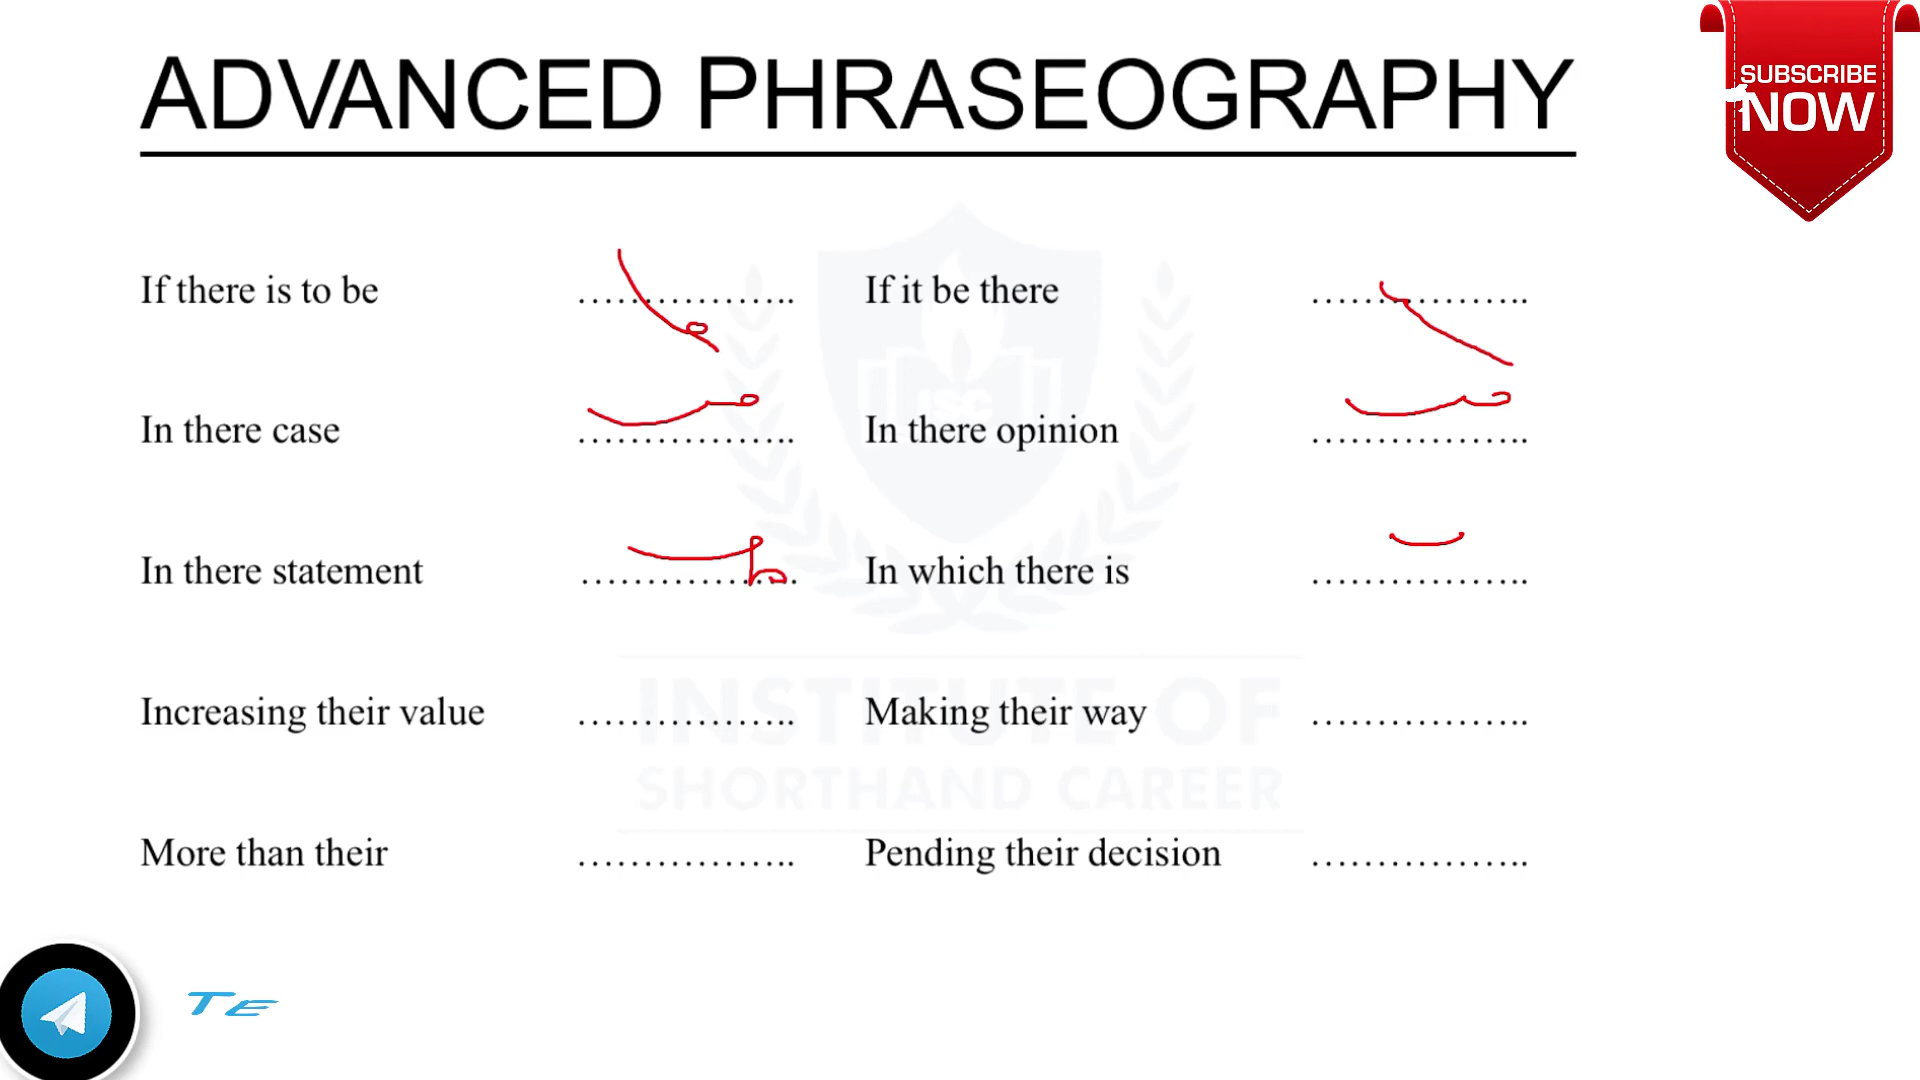 ADVANCED PHRASEOGRAPHY
SUBSCRIBE
NOW
If there is to be ……………… If it be there ………………
In there case ……………… In there opinion ………………
In there statement ……………… In which there is ………………
Increasing their value ……………… Making their way ………………
More than their ……………… Pending their decision ………………
ISC
INSTITUTE OF
SHORTHAND CAREER
TE